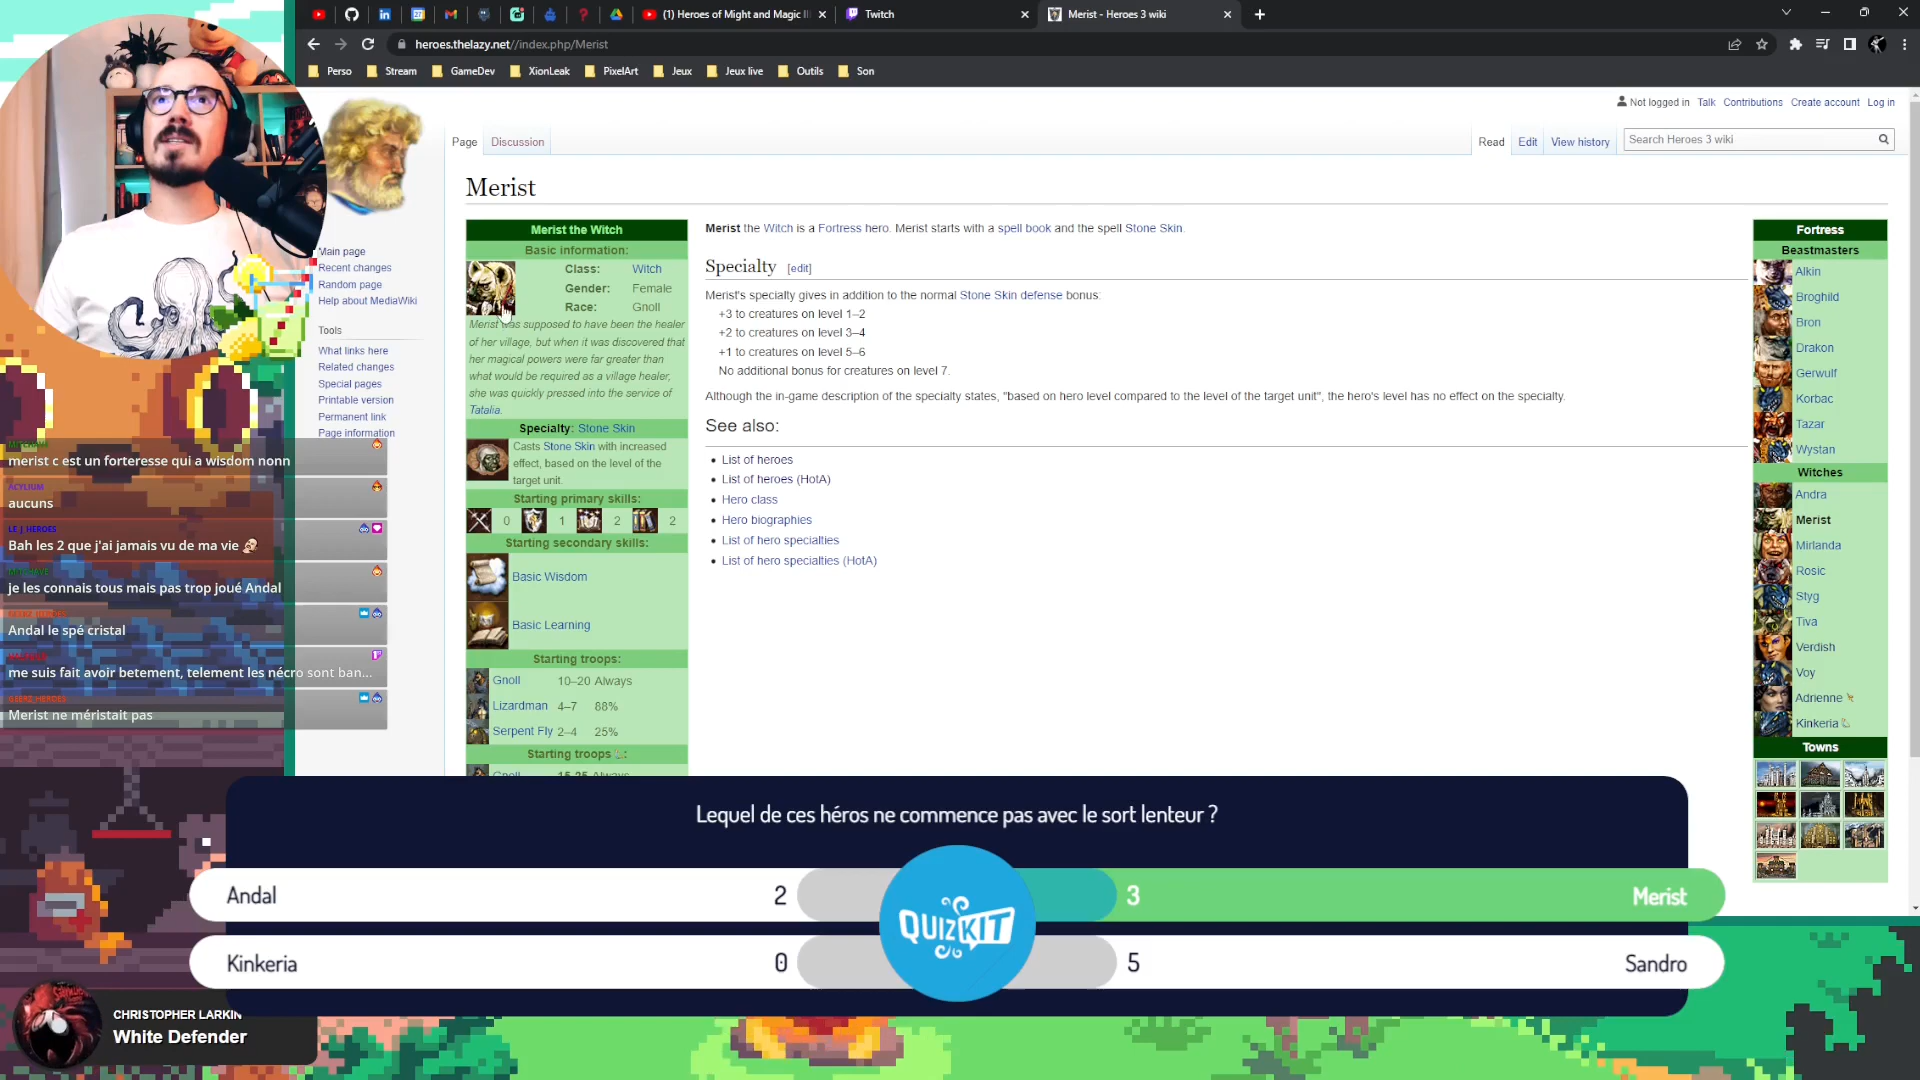 (1) Heroes of Might and Magic II
Twitch
Merist - Heroes 3 wiki
heroes.thelazy.net//index.php/Merist
Perso
Stream
GameDev
XionLeak
PixelArt
Jeux
Jeux live
Outils
Son
Not logged in
Talk
Contributions
Create account
Log in
Page
Discussion
Read
Edit
View history
Search Heroes 3 wiki
Main page
Recent changes
Random page
Help about MediaWiki
Tools
What links here
Related changes
Special pages
Printable version
Permanent link
Page information
Merist
Merist the Witch
Basic information:
Class: Witch
Gender: Female
Race: Gnoll
Merist was supposed to have been the healer
of her village, but when it was discovered that
her magical powers were far greater than
what would be required as a village healer,
she was quickly pressed into the service of
Tatalia.
Specialty: Stone Skin
Casts Stone Skin with increased
effect, based on the level of the
target unit.
Starting primary skills:
0 1 2 2
Starting secondary skills:
Basic Wisdom
Basic Learning
Starting troops:
Gnoll 10–20 Always
Lizardman 4–7 88%
Serpent Fly 2–4 25%
Starting troops :
Gnoll 15-25 Always
Merist the Witch is a Fortress hero. Merist starts with a spell book and the spell Stone Skin.
Specialty [edit]
Merist's specialty gives in addition to the normal Stone Skin defense bonus:
+3 to creatures on level 1–2
+2 to creatures on level 3–4
+1 to creatures on level 5–6
No additional bonus for creatures on level 7.
Although the in-game description of the specialty states, "based on hero level compared to the level of the target unit", the hero's level has no effect on the specialty.
See also:
List of heroes
List of heroes (HotA)
Hero class
Hero biographies
List of hero specialties
List of hero specialties (HotA)
Fortress
Beastmasters
Alkin
Broghild
Bron
Drakon
Gerwulf
Korbac
Tazar
Wystan
Witches
Andra
Merist
Mirlanda
Rosic
Styg
Tiva
Verdish
Voy
Adrienne
Kinkeria
Towns
merist c est un forteresse qui a wisdom nonn
ACYLIUM
aucuns
LE_J_HEROES
Bah les 2 que j'ai jamais vu de ma vie
je les connais tous mais pas trop joué Andal
Andal le spé cristal
me suis fait avoir betement, telement les nécro sont ban...
Merist ne méristait pas
Lequel de ces héros ne commence pas avec le sort lenteur ?
Andal 2
3 Merist
Kinkeria 0
5 Sandro
QUIZKIT
CHRISTOPHER LARKIN
White Defender